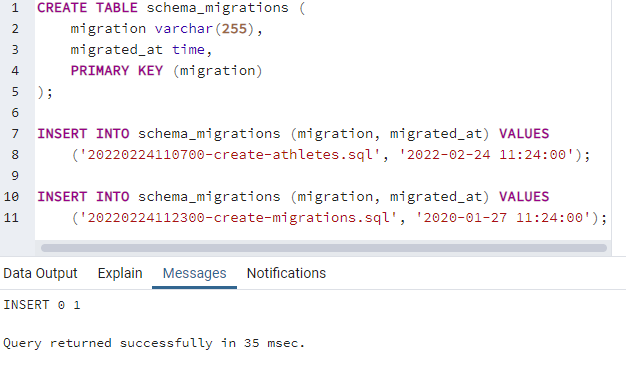 1 CREATE TABLE schema_migrations (
2 migration varchar(255),
3 migrated_at time,
4 PRIMARY KEY (migration)
5 );
6
7 INSERT INTO schema_migrations (migration, migrated_at) VALUES
8 ('20220224110700-create-athletes.sql', '2022-02-24 11:24:00');
9
10 INSERT INTO schema_migrations (migration, migrated_at) VALUES
11 ('20220224112300-create-migrations.sql', '2020-01-27 11:24:00');
Data Output Explain Messages Notifications
INSERT 0 1
Query returned successfully in 35 msec.